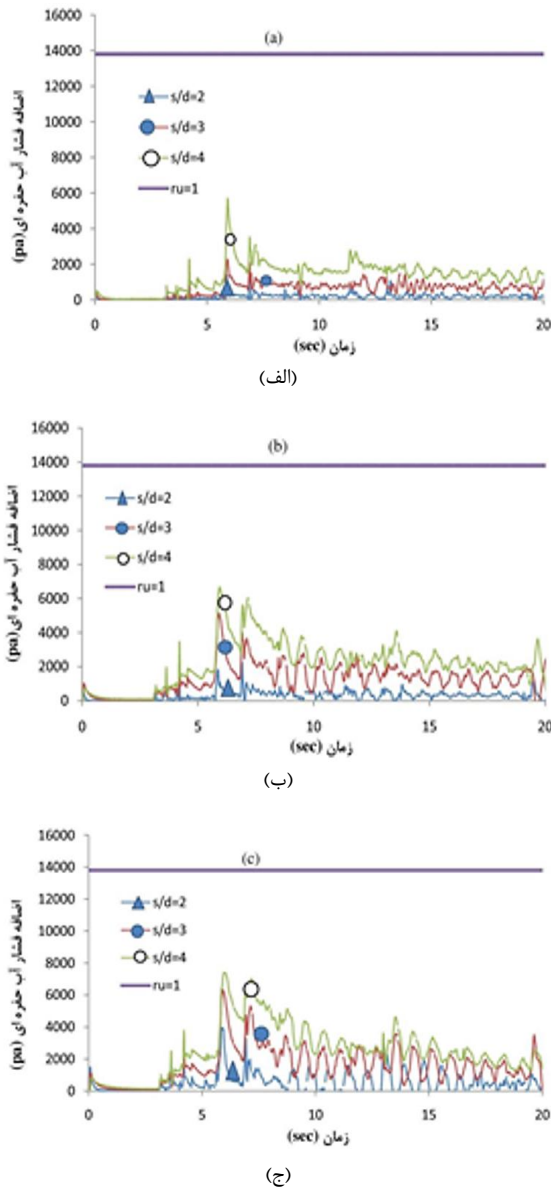 (a)
16000
14000
12000
10000
8000
6000
4000
2000
0
s/d=2
s/d=3
s/d=4
ru=1
اضافه فشار آب حفره ای(pa)
0 5 10 15 20
زمان (sec)
(الف)
(b)
16000
14000
12000
10000
8000
6000
4000
2000
0
s/d=2
s/d=3
s/d=4
ru=1
اضافه فشار آب حفره ای(pa)
0 5 10 15 20
زمان (sec)
(ب)
(c)
16000
14000
12000
10000
8000
6000
4000
2000
0
s/d=2
s/d=3
s/d=4
ru=1
اضافه فشار آب حفره ای (pa)
0 5 10 15 20
زمان (sec)
(ج)